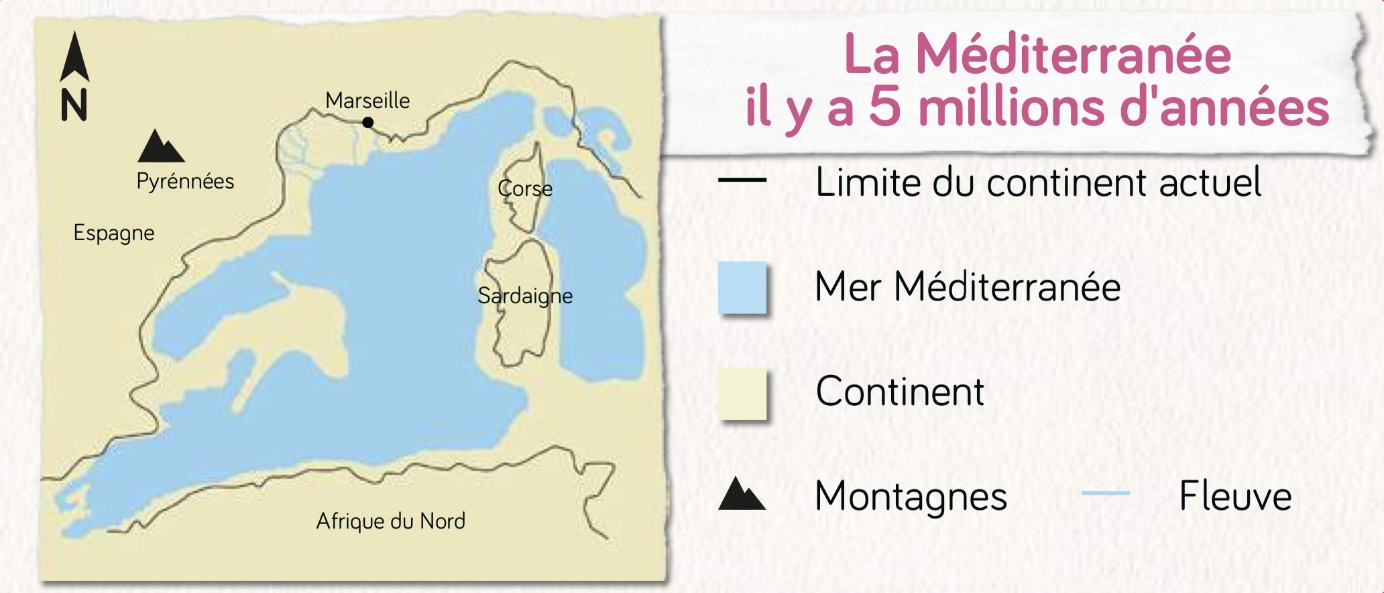 La Méditerranée
il y a 5 millions d'années
N
Marseille
Pyrénnées
Corse
Espagne
Sardaigne
Afrique du Nord
Limite du continent actuel
Mer Méditerranée
Continent
Montagnes
Fleuve